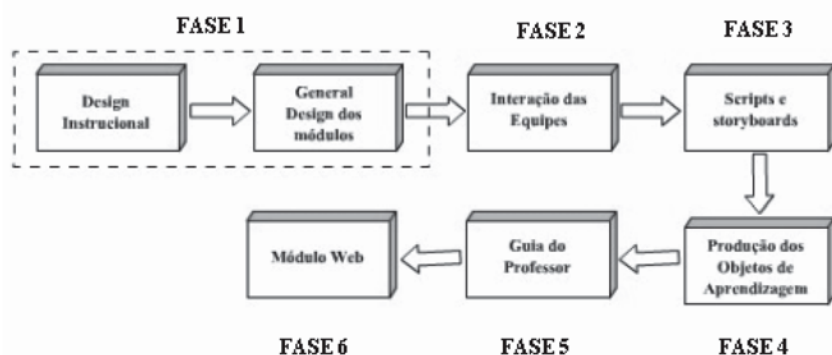 FASE 1
FASE 2
FASE 3
Design
Instrucional
General
Design dos
módulos
Interação das
Equipes
Scripts e
storyboards
Módulo Web
Guia do
Professor
Produção dos
Objetos de
Aprendizagem
FASE 6
FASE 5
FASE 4